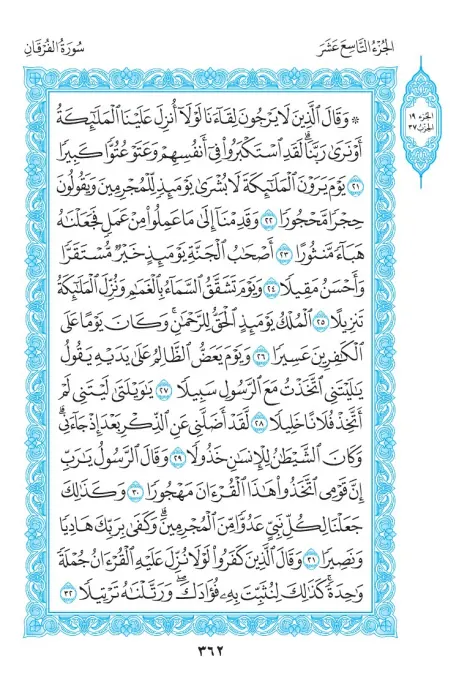 الجُزْءُ التَّاسِعَ عَشَرَ
سُورَةُ الفُرْقَانِ
الجزء ١٩
الحزب ٣٧
۞ وَقَالَ ٱلَّذِينَ لَا يَرْجُونَ لِقَآءَنَا لَوْلَآ أُنزِلَ عَلَيْنَا ٱلْمَلَٰٓئِكَةُ
أَوْ نَرَىٰ رَبَّنَاۗ لَقَدِ ٱسْتَكْبَرُواْ فِيٓ أَنفُسِهِمْ وَعَتَوْ عُتُوًّا كَبِيرًا
٢١ يَوْمَ يَرَوْنَ ٱلْمَلَٰٓئِكَةَ لَا بُشْرَىٰ يَوْمَئِذٍ لِّلْمُجْرِمِينَ وَيَقُولُونَ
حِجْرًا مَّحْجُورًا ٢٢ وَقَدِمْنَآ إِلَىٰ مَا عَمِلُواْ مِنْ عَمَلٍ فَجَعَلْنَٰهُ
هَبَآءً مَّنثُورًا ٢٣ أَصْحَٰبُ ٱلْجَنَّةِ يَوْمَئِذٍ خَيْرٌ مُّسْتَقَرًّا
وَأَحْسَنُ مَقِيلًا ٢٤ وَيَوْمَ تَشَقَّقُ ٱلسَّمَآءُ بِٱلْغَمَٰمِ وَنُزِّلَ ٱلْمَلَٰٓئِكَةُ
تَنزِيلًا ٢٥ ٱلْمُلْكُ يَوْمَئِذٍ ٱلْحَقُّ لِلرَّحْمَٰنِۚ وَكَانَ يَوْمًا عَلَى
ٱلْكَٰفِرِينَ عَسِيرًا ٢٦ وَيَوْمَ يَعَضُّ ٱلظَّالِمُ عَلَىٰ يَدَيْهِ يَقُولُ
يَٰلَيْتَنِي ٱتَّخَذْتُ مَعَ ٱلرَّسُولِ سَبِيلًا ٢٧ يَٰوَيْلَتَىٰ لَيْتَنِي لَمْ
أَتَّخِذْ فُلَانًا خَلِيلًا ٢٨ لَّقَدْ أَضَلَّنِي عَنِ ٱلذِّكْرِ بَعْدَ إِذْ جَآءَنِيۗ
وَكَانَ ٱلشَّيْطَٰنُ لِلْإِنسَٰنِ خَذُولًا ٢٩ وَقَالَ ٱلرَّسُولُ يَٰرَبِّ
إِنَّ قَوْمِي ٱتَّخَذُواْ هَٰذَا ٱلْقُرْءَانَ مَهْجُورًا ٣٠ وَكَذَٰلِكَ
جَعَلْنَا لِكُلِّ نَبِيٍّ عَدُوًّا مِّنَ ٱلْمُجْرِمِينَۗ وَكَفَىٰ بِرَبِّكَ هَادِيًا
وَنَصِيرًا ٣١ وَقَالَ ٱلَّذِينَ كَفَرُواْ لَوْلَا نُزِّلَ عَلَيْهِ ٱلْقُرْءَانُ جُمْلَةً
وَٰحِدَةًۚ كَذَٰلِكَ لِنُثَبِّتَ بِهِۦ فُؤَادَكَۖ وَرَتَّلْنَٰهُ تَرْتِيلًا ٣٢
٣٦٢